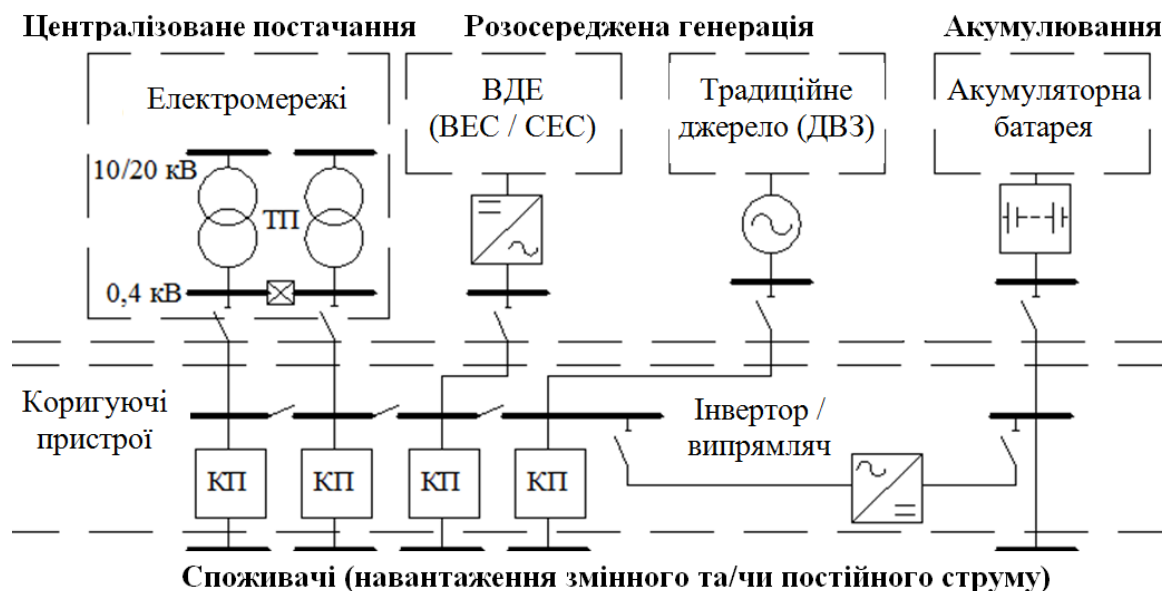 Централізоване постачання
Розосереджена генерація
Акумулювання
Електромережі
ВДЕ
(ВЕС / СЕС)
Традиційне
джерело (ДВЗ)
Акумуляторна
батарея
10/20 кВ
ТП
0,4 кВ
Коригуючі
пристрої
Інвертор /
випрямляч
КП
КП
КП
КП
Споживачі (навантаження змінного та/чи постійного струму)